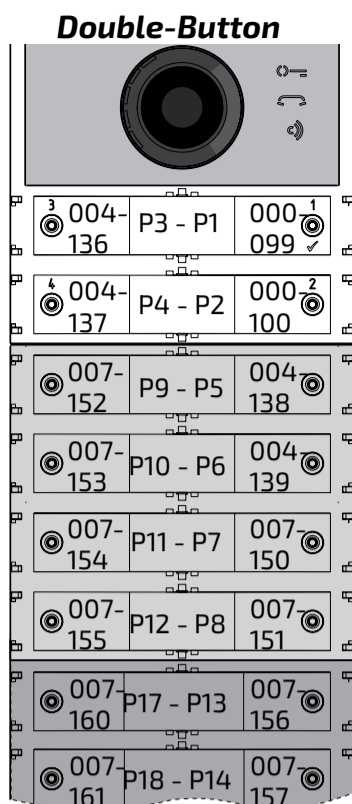 Double-Button
3 1
004- P3 - P1 000-
136 099 ✓
4 2
004- P4 - P2 000-
137 100
007- P9 - P5 004-
152 138
007- P10 - P6 004-
153 139
007- P11 - P7 007-
154 150
007- P12 - P8 007-
155 151
007- P17 - P13 007-
160 156
007- P18 - P14 007-
161 157